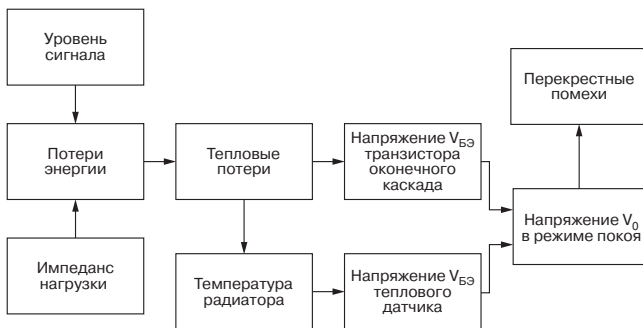 Уровень
сигнала
Перекрестные
помехи
Потери
энергии
Тепловые
потери
Напряжение VБЭ
транзистора
оконечного
каскада
Напряжение V0
в режиме покоя
Импеданс
нагрузки
Температура
радиатора
Напряжение VБЭ
теплового
датчика